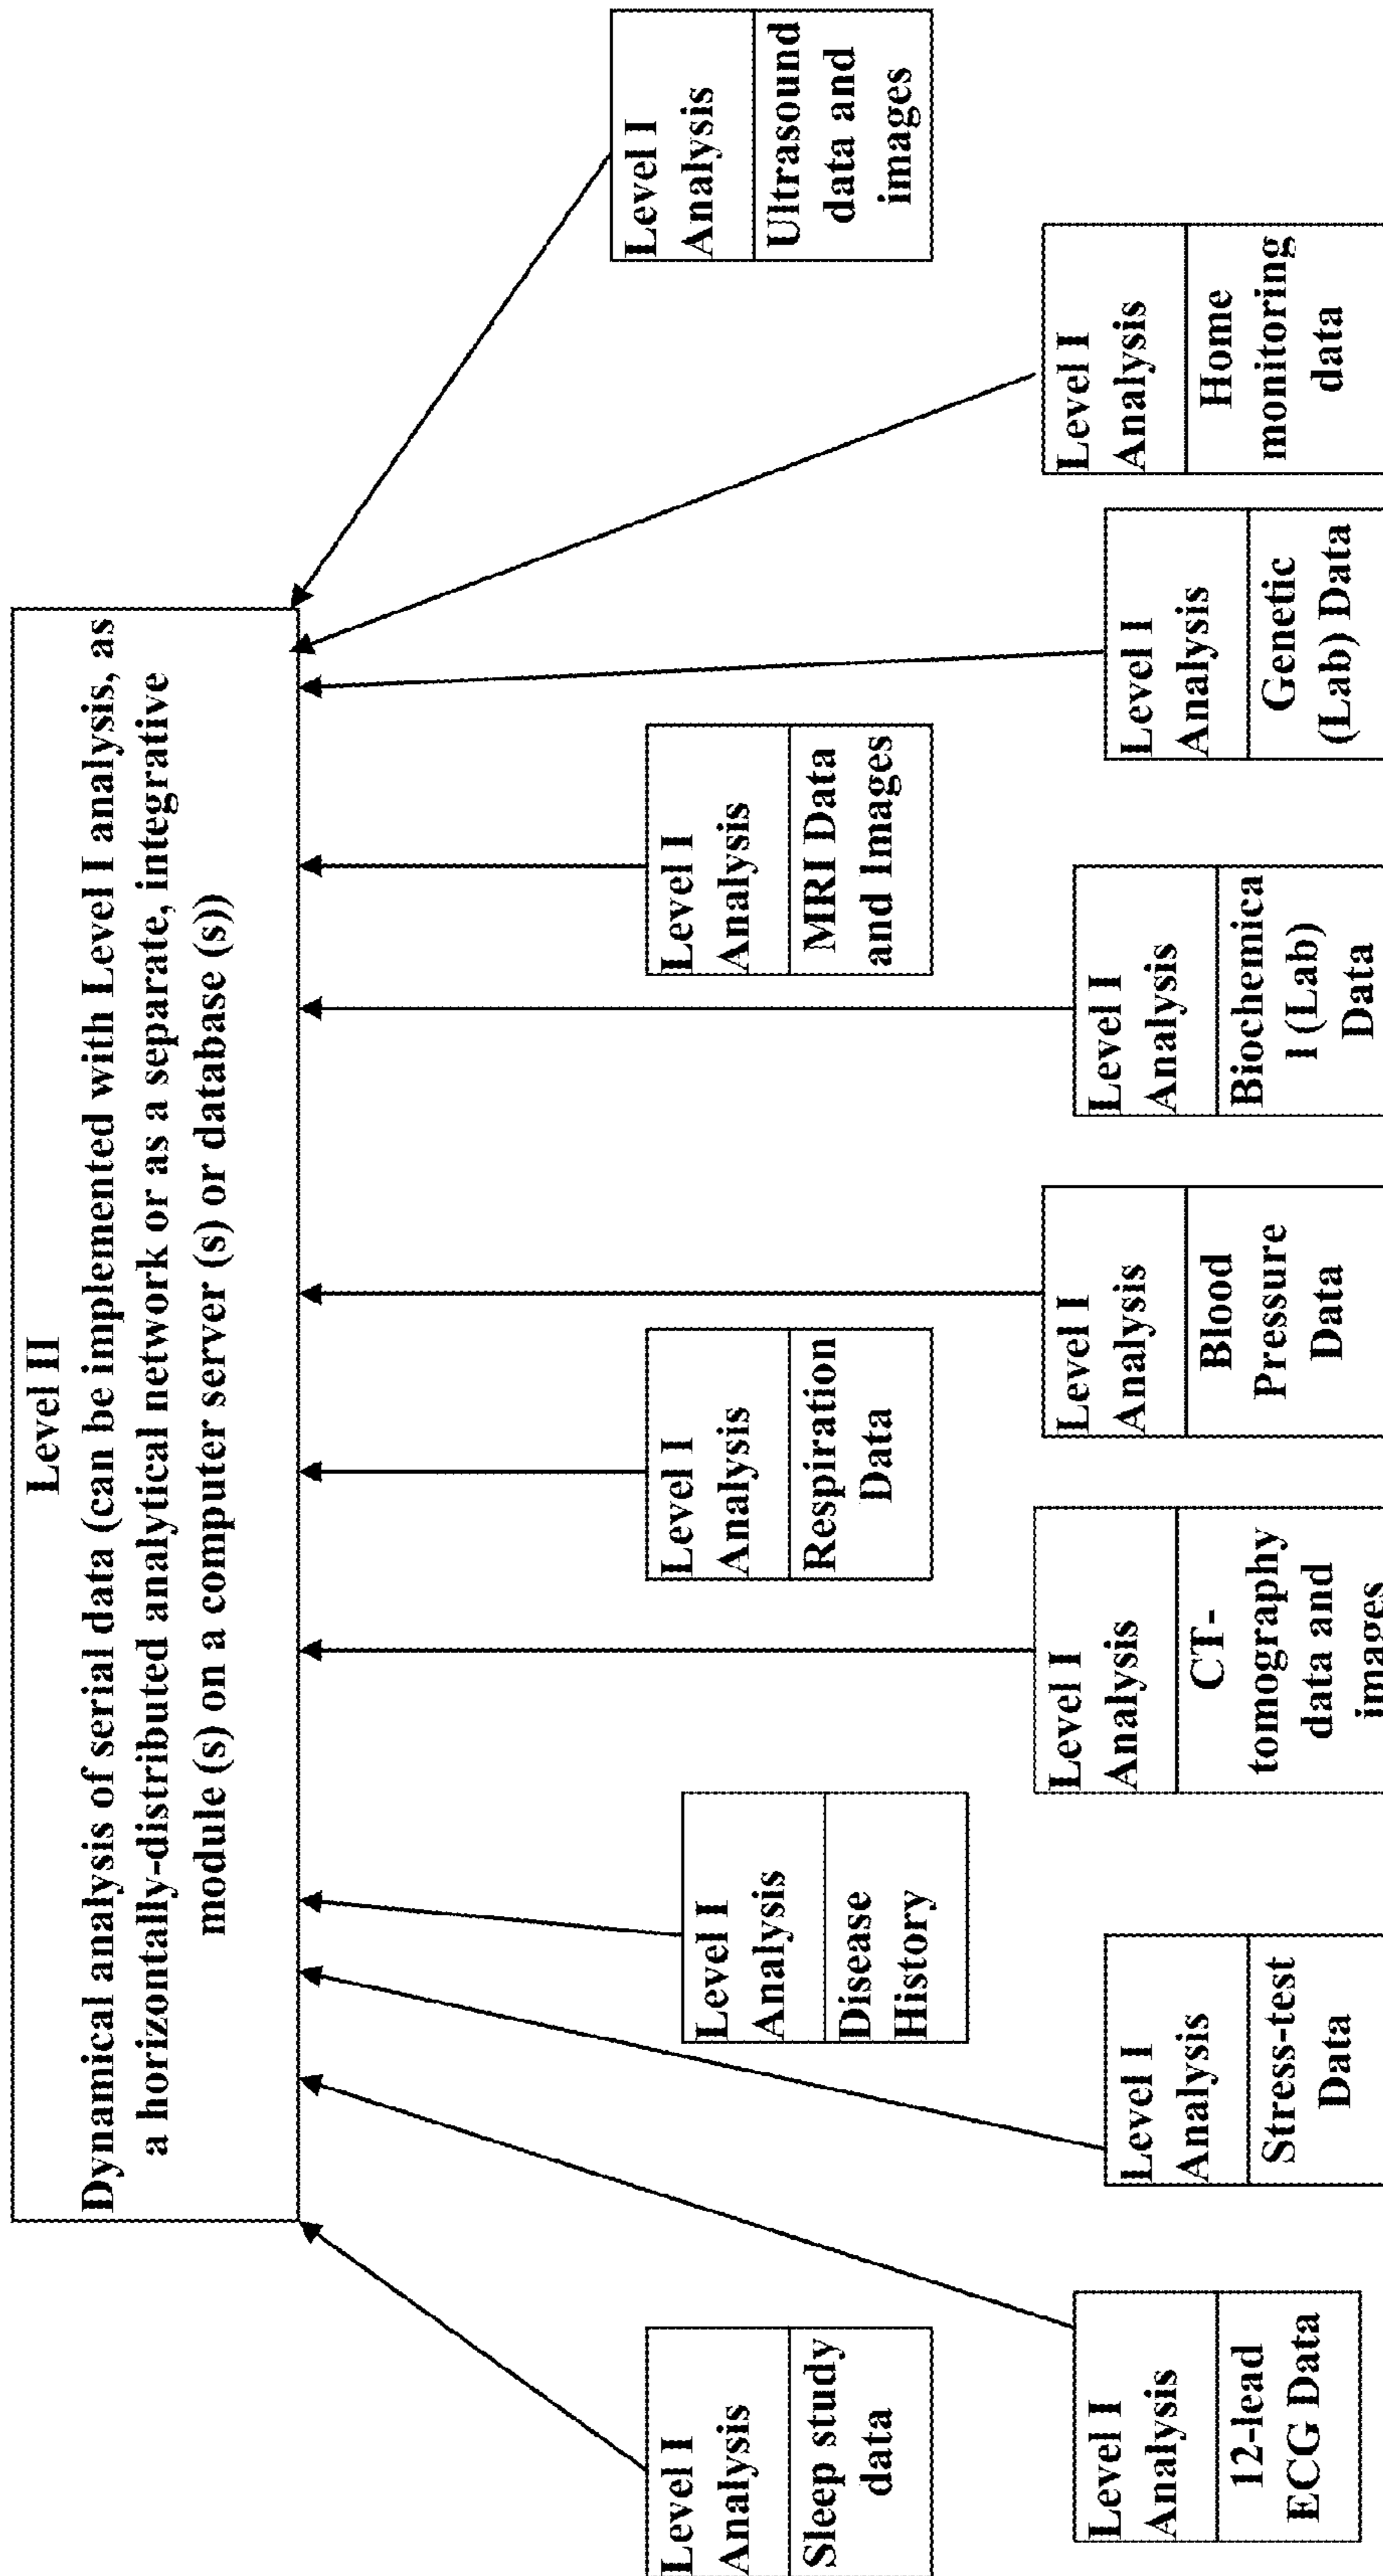 Level II
Dynamical analysis of serial data (can be implemented with Level I analysis, as
a horizontally-distributed analytical network or as a separate, integrative
module (s) on a computer server (s) or database (s))
Level I
Analysis
Sleep study
data
Level I
Analysis
12-lead
ECG Data
Level I
Analysis
Stress-test
Data
Level I
Analysis
Disease
History
Level I
Analysis
CT-
tomography
data and
images
Level I
Analysis
Respiration
Data
Level I
Analysis
Blood
Pressure
Data
Level I
Analysis
Biochemica
l (Lab)
Data
Level I
Analysis
MRI Data
and Images
Level I
Analysis
Genetic
(Lab) Data
Level I
Analysis
Home
monitoring
data
Level I
Analysis
Ultrasound
data and
images